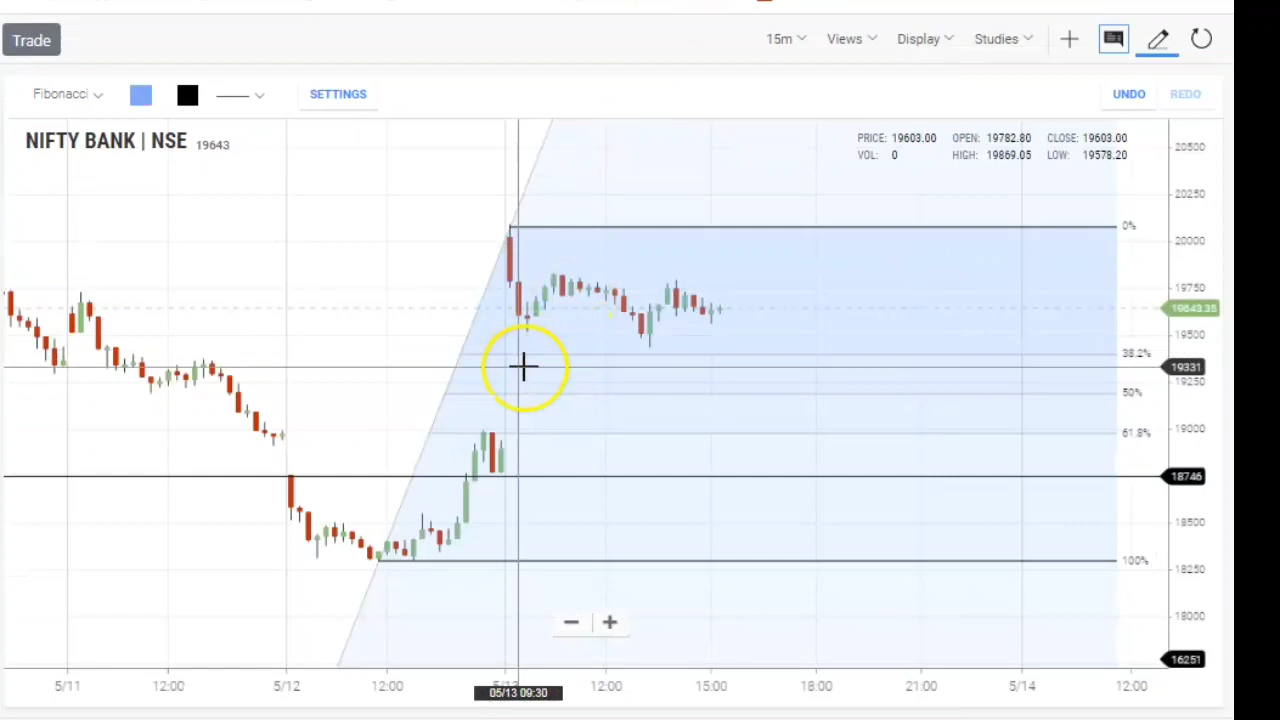 Trade
15m Views Display Studies
Fibonacci SETTINGS UNDO REDO
NIFTY BANK | NSE 19643
PRICE: 19603.00 OPEN: 19782.80 CLOSE: 19603.00
VOL: 0 HIGH: 19869.05 LOW: 19578.20
20500
20250
0%
20000
19750
19643.35
19500
38.2%
19331
19250
50%
19000
61.8%
18746
18500
100%
18250
18000
16251
5/11 12:00 5/12 12:00 12:00 15:00 18:00 21:00 5/14 12:00
05/13 09:30